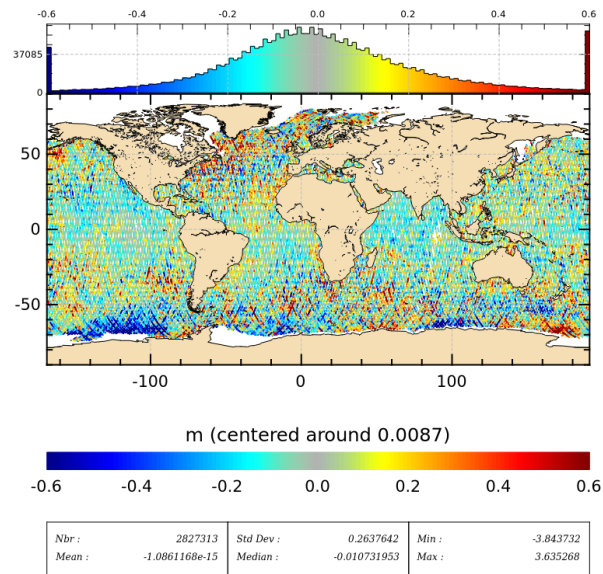 -0.6 -0.4 -0.2 0.0 0.2 0.4 0.6
37085
0
50
0
-50
-100 0 100
m (centered around 0.0087)
-0.6 -0.4 -0.2 0.0 0.2 0.4 0.6
Nbr : 2827313 Std Dev : 0.2637642 Min : -3.843732
Mean : -1.0861168e-15 Median : -0.010731953 Max : 3.635268